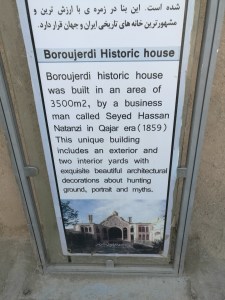 شده است. این بنا در زمره ی با ارزش ترین و
مشهورترین خانه های تاریخی ایران و جهان قرار دارد.
Boroujerdi Historic house
Boroujerdi historic house
was built in an area of
3500m2, by a business
man called Seyed Hassan
Natanzi in Qajar era(1859)
This unique building
includes an exterior and
two interior yards with
exquisite beautiful architectural
decorations about hunting
ground, portrait and myths.